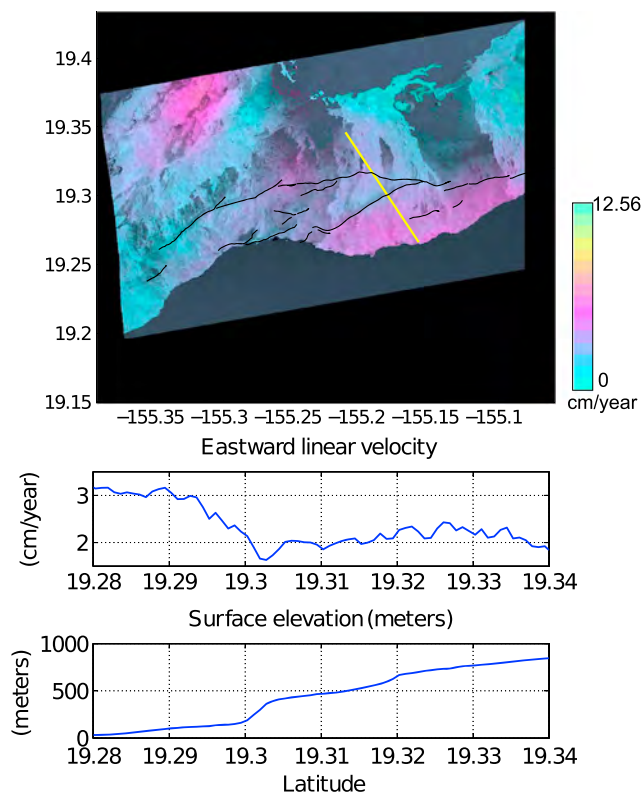 19.4
19.35
19.3
19.25
19.2
19.15
12.56
0
cm/year
−155.35 −155.3 −155.25 −155.2 −155.15 −155.1
Eastward linear velocity
(cm/year)
3
2
19.28 19.29 19.3 19.31 19.32 19.33 19.34
Surface elevation (meters)
(meters)
1000
500
0
19.28 19.29 19.3 19.31 19.32 19.33 19.34
Latitude